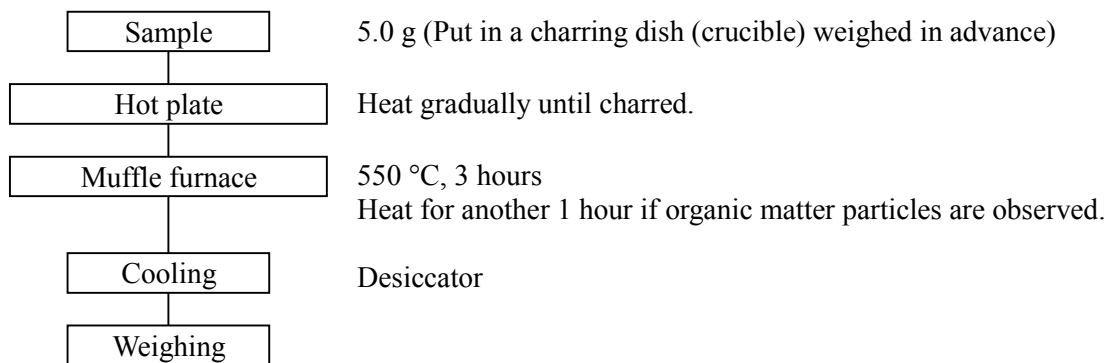 Sample
5.0 g (Put in a charring dish (crucible) weighed in advance)
Hot plate
Heat gradually until charred.
Muffle furnace
550 °C, 3 hours
Heat for another 1 hour if organic matter particles are observed.
Cooling
Desiccator
Weighing